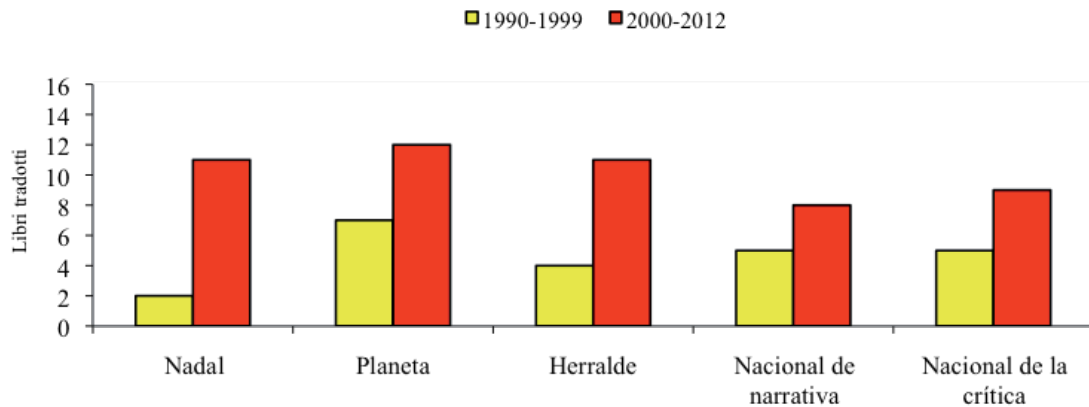 1990-1999 2000-2012
Libri tradotti
16
14
12
10
8
6
4
2
0
Nadal
Planeta
Herralde
Nacional de
narrativa
Nacional de la
crítica